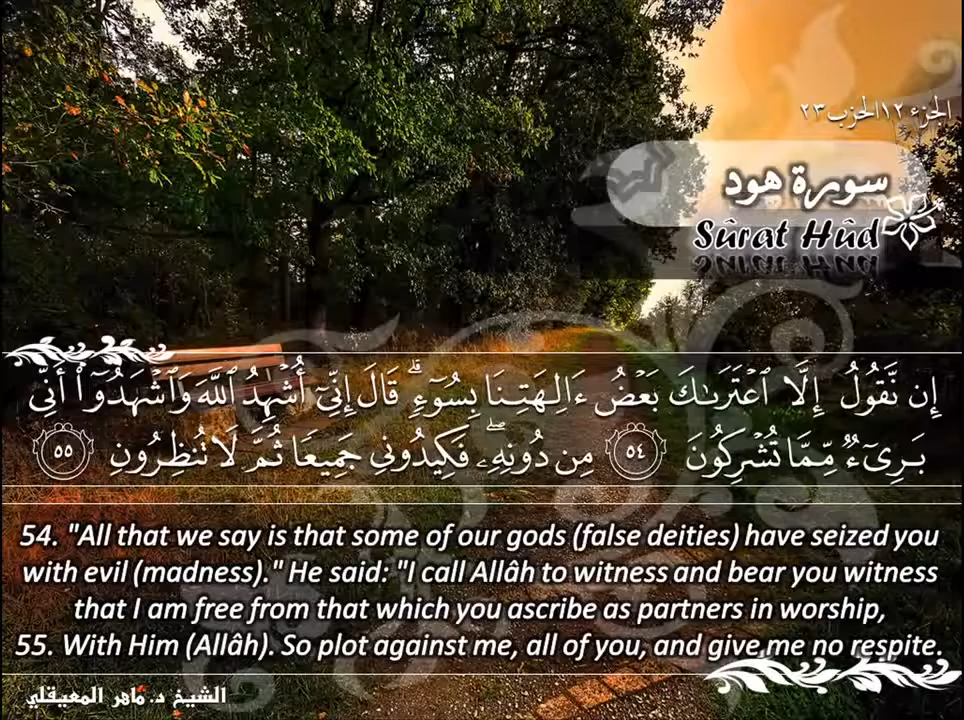 الجزء ١٢ الحزب ٢٣
سورة هود
Sûrat Hûd
إِن نَّقُولُ إِلَّا ٱعْتَرَىٰكَ بَعْضُ ءَالِهَتِنَا بِسُوٓءٍۗ قَالَ إِنِّىٓ أُشْهِدُ ٱللَّهَ وَٱشْهَدُوٓا۟ أَنِّى
بَرِىٓءٌۭ مِّمَّا تُشْرِكُونَ ٥٤ مِن دُونِهِۦۖ فَكِيدُونِى جَمِيعًۭا ثُمَّ لَا تُنظِرُونِ ٥٥
54. "All that we say is that some of our gods (false deities) have seized you
with evil (madness)." He said: "I call Allâh to witness and bear you witness
that I am free from that which you ascribe as partners in worship,
55. With Him (Allâh). So plot against me, all of you, and give me no respite.
الشيخ د. ماهر المعيقلي